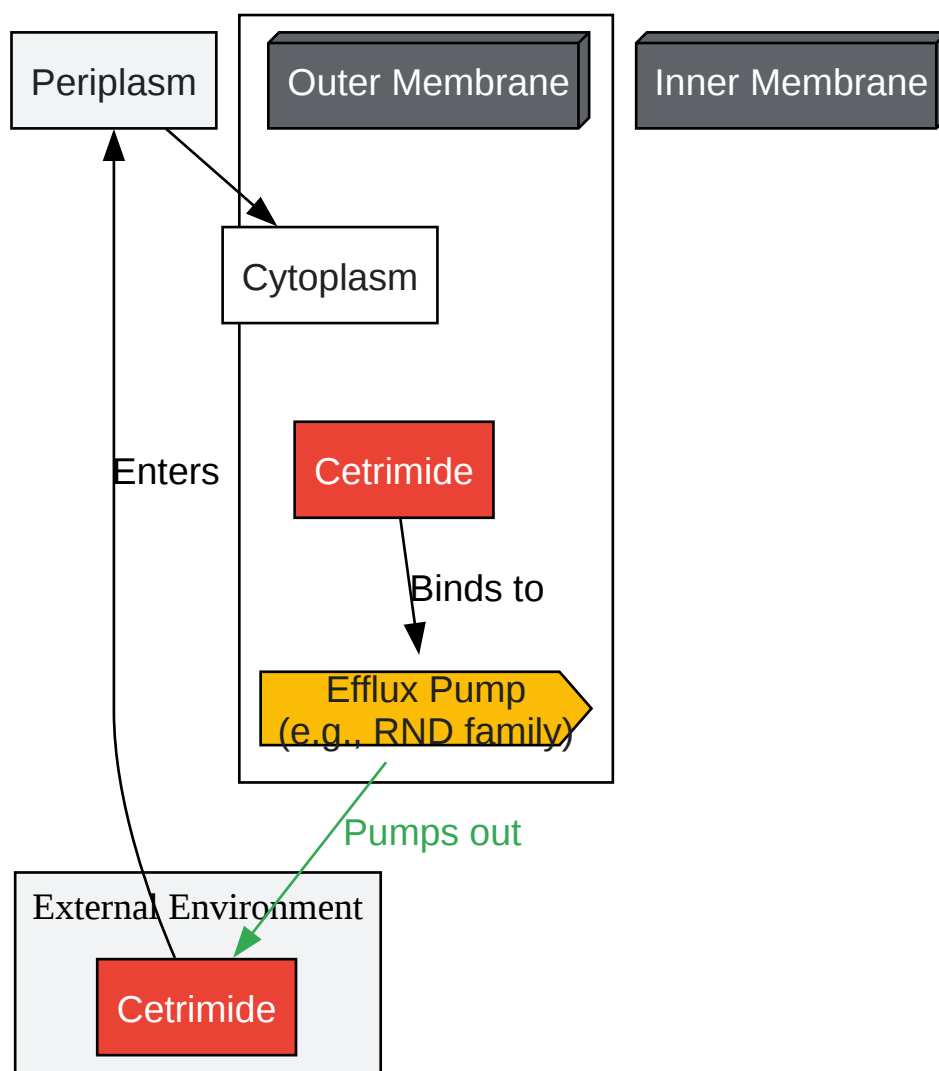 Periplasm
Outer Membrane
Inner Membrane
Cytoplasm
Enters
Cetrimide
Binds to
Efflux Pump
(e.g., RND family)
Pumps out
External Environment
Cetrimide